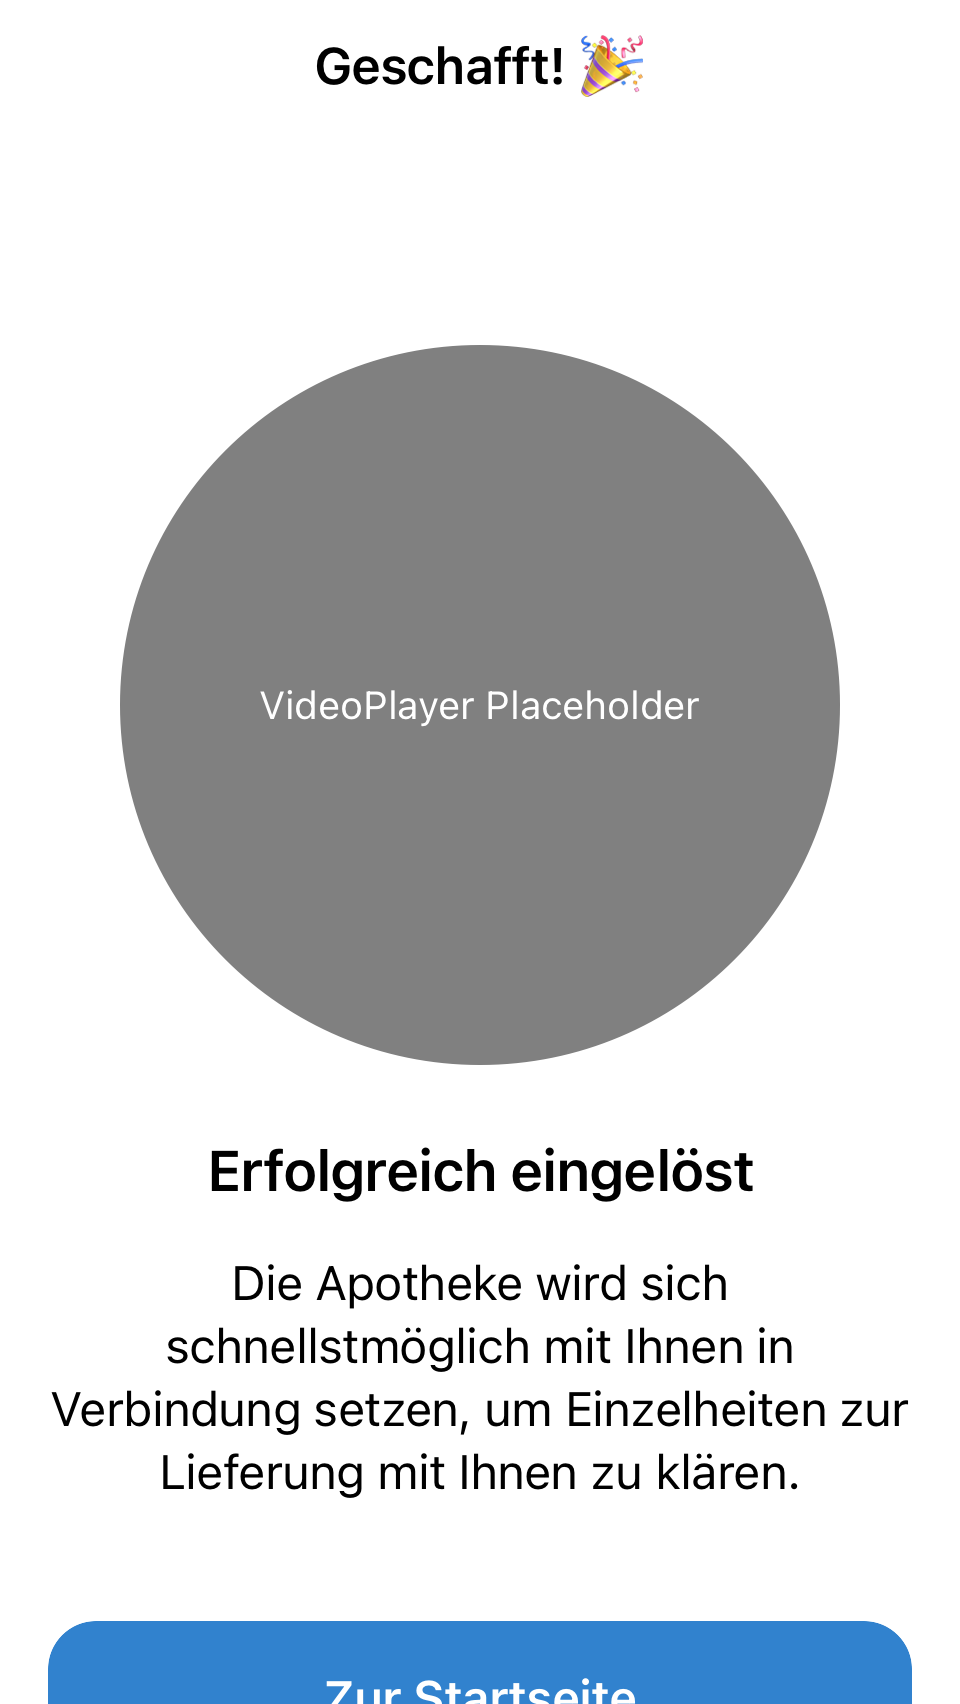 Geschafft! 🎉
VideoPlayer Placeholder
Erfolgreich eingelöst
Die Apotheke wird sich
schnellstmöglich mit Ihnen in
Verbindung setzen, um Einzelheiten zur
Lieferung mit Ihnen zu klären.
Zur Startseite